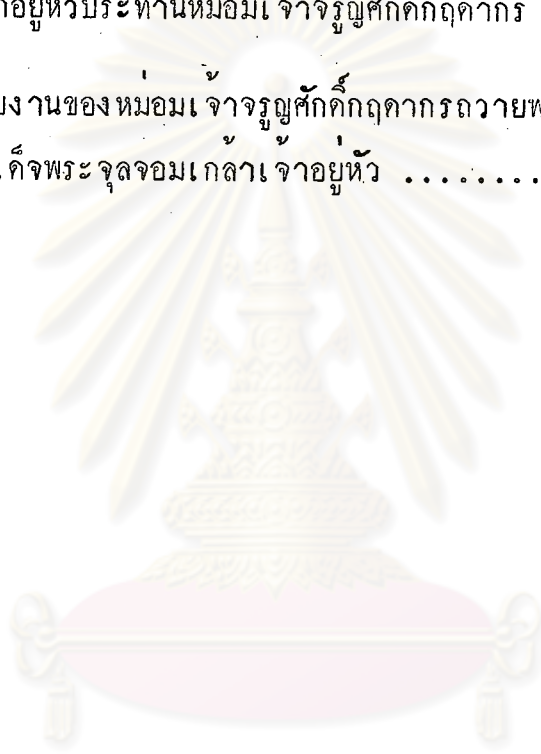 าอยู่หัวประทานหม่อมเจ้าจรูญศักดิ์กฤดากร
งานของหม่อมเจ้าจรูญศักดิ์กฤดากรถวายพ
เด็จพระจุลจอมเกล้าเจ้าอยู่หัว .........